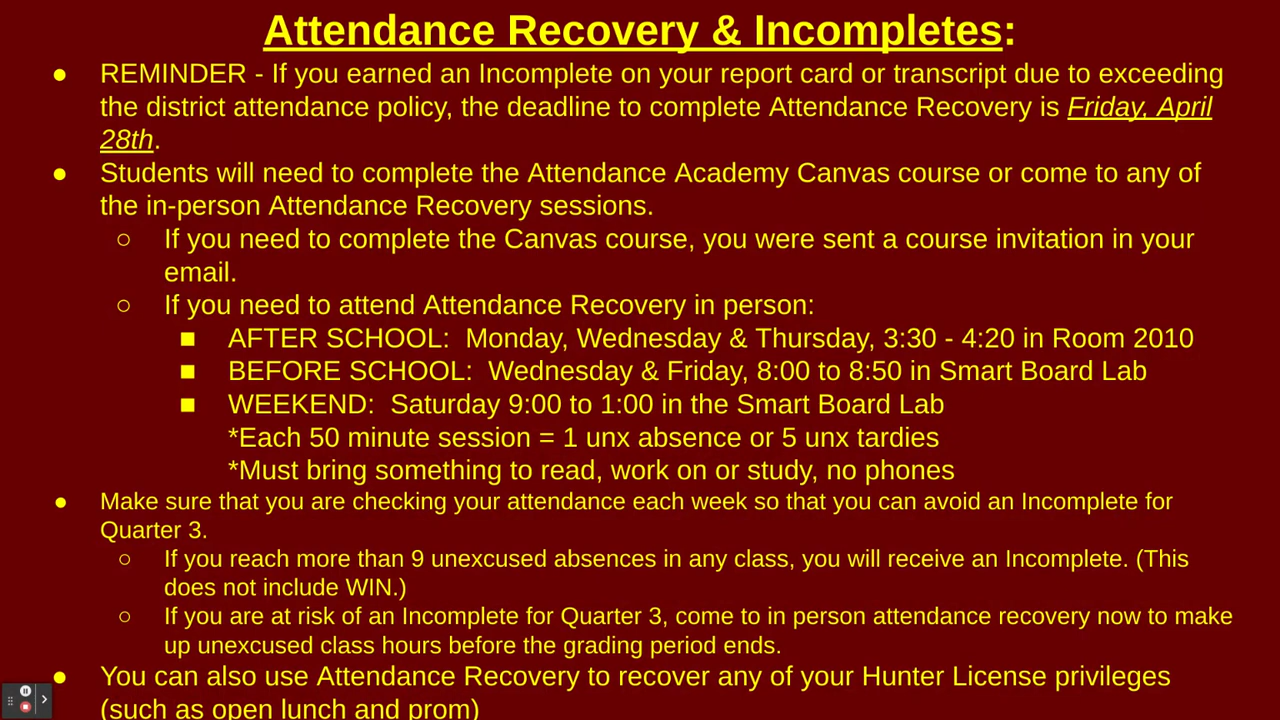 Attendance Recovery & Incompletes:
● REMINDER - If you earned an Incomplete on your report card or transcript due to exceeding
the district attendance policy, the deadline to complete Attendance Recovery is Friday, April
28th.
● Students will need to complete the Attendance Academy Canvas course or come to any of
the in-person Attendance Recovery sessions.
○ If you need to complete the Canvas course, you were sent a course invitation in your
email.
○ If you need to attend Attendance Recovery in person:
■ AFTER SCHOOL: Monday, Wednesday & Thursday, 3:30 - 4:20 in Room 2010
■ BEFORE SCHOOL: Wednesday & Friday, 8:00 to 8:50 in Smart Board Lab
■ WEEKEND: Saturday 9:00 to 1:00 in the Smart Board Lab
*Each 50 minute session = 1 unx absence or 5 unx tardies
*Must bring something to read, work on or study, no phones
● Make sure that you are checking your attendance each week so that you can avoid an Incomplete for
Quarter 3.
○ If you reach more than 9 unexcused absences in any class, you will receive an Incomplete. (This
does not include WIN.)
○ If you are at risk of an Incomplete for Quarter 3, come to in person attendance recovery now to make
up unexcused class hours before the grading period ends.
● You can also use Attendance Recovery to recover any of your Hunter License privileges
(such as open lunch and prom)